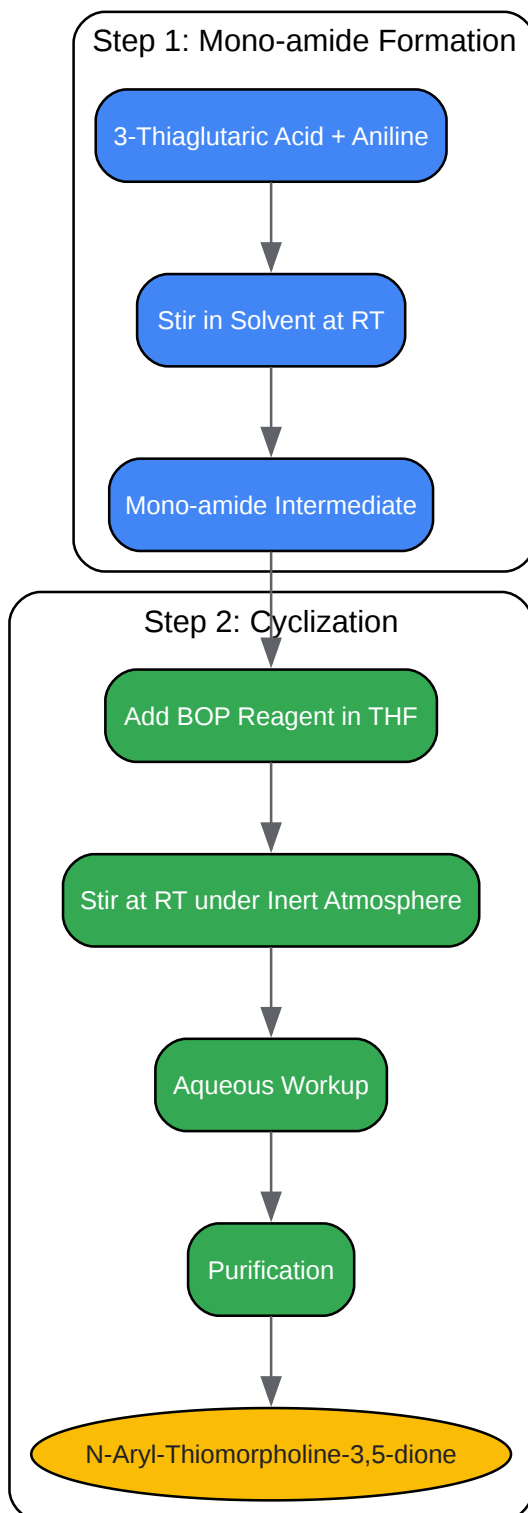 Step 1: Mono-amide Formation
3-Thiaglutaric Acid + Aniline
Stir in Solvent at RT
Mono-amide Intermediate
Step 2: Cyclization
Add BOP Reagent in THF
Stir at RT under Inert Atmosphere
Aqueous Workup
Purification
N-Aryl-Thiomorpholine-3,5-dione